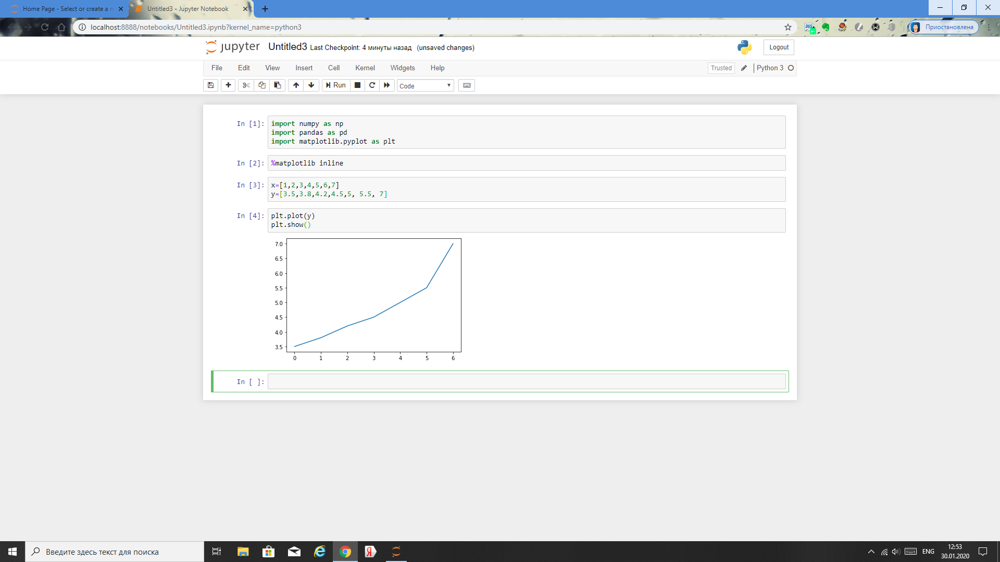 Home Page - Select or create a n
Untitled3 - Jupyter Notebook
localhost:8888/notebooks/Untitled3.ipynb?kernel_name=python3
365
Приостановлена
jupyter
Untitled3 Last Checkpoint: 4 минуты назад (unsaved changes)
Logout
File Edit View Insert Cell Kernel Widgets Help
Trusted
Python 3
Run
Code
In [1]:
import numpy as np
import pandas as pd
import matplotlib.pyplot as plt
In [2]:
%matplotlib inline
In [3]:
x=[1,2,3,4,5,6,7]
y=[3.5,3.8,4.2,4.5,5, 5.5, 7]
In [4]:
plt.plot(y)
plt.show()
7.0
6.5
6.0
5.5
5.0
4.5
4.0
3.5
0 1 2 3 4 5 6
In [ ]:
Введите здесь текст для поиска
Я
ENG
12:53
30.01.2020